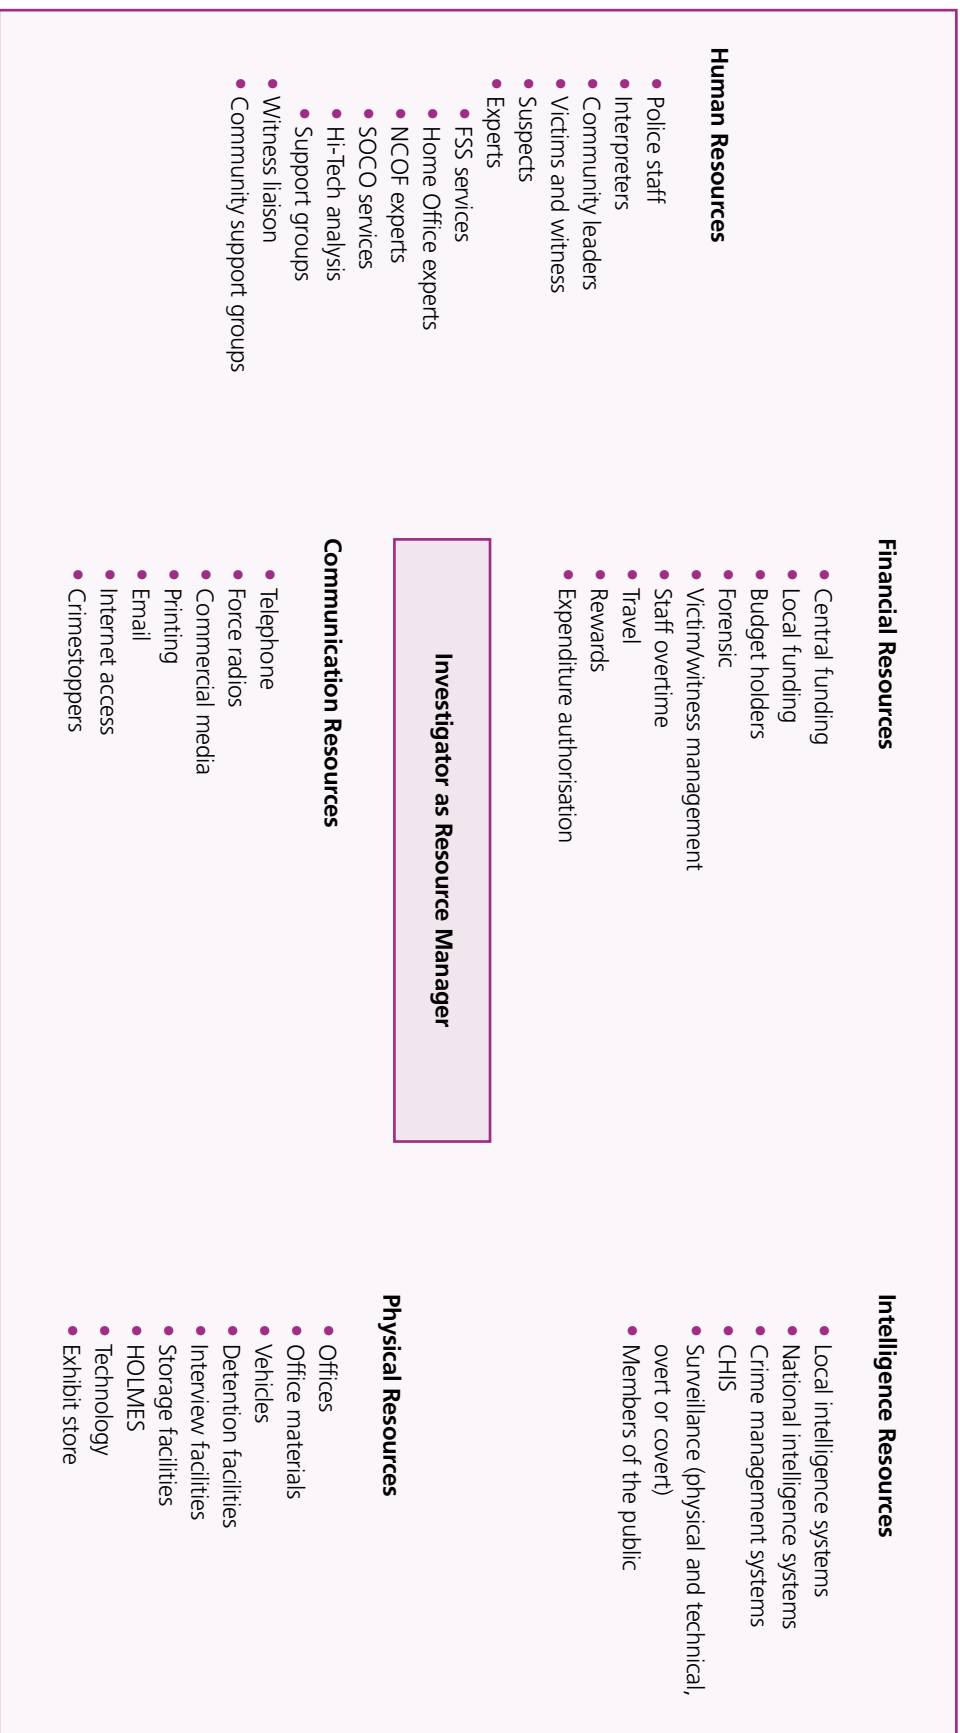 Human Resources
• Police staff
• Interpreters
• Community leaders
• Victims and witness
• Suspects
• Experts
• FSS services
• Home Office experts
• NCOF experts
• SOCO services
• Hi-Tech analysis
• Support groups
• Witness liaison
• Community support groups
Financial Resources
• Central funding
• Local funding
• Budget holders
• Forensic
• Victim/witness management
• Staff overtime
• Travel
• Rewards
• Expenditure authorisation
Investigator as Resource Manager
Communication Resources
• Telephone
• Force radios
• Commercial media
• Printing
• Email
• Internet access
• Crimestoppers
Intelligence Resources
• Local intelligence systems
• National intelligence systems
• Crime management systems
• CHIS
• Surveillance (physical and technical,
overt or covert)
• Members of the public
Physical Resources
• Offices
• Office materials
• Vehicles
• Detention facilities
• Interview facilities
• Storage facilities
• HOLMES
• Technology
• Exhibit store